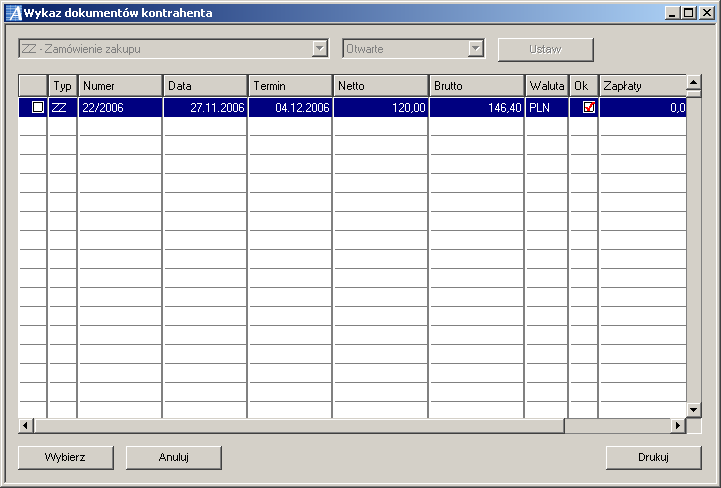 Wykaz dokumentów kontrahenta
ZZ - Zamówienie zakupu Otwarte Ustaw
Typ Numer Data Termin Netto Brutto Waluta Ok Zapłaty
ZZ 22/2006 27.11.2006 04.12.2006 120,00 146,40 PLN 0,0
Wybierz Anuluj Drukuj